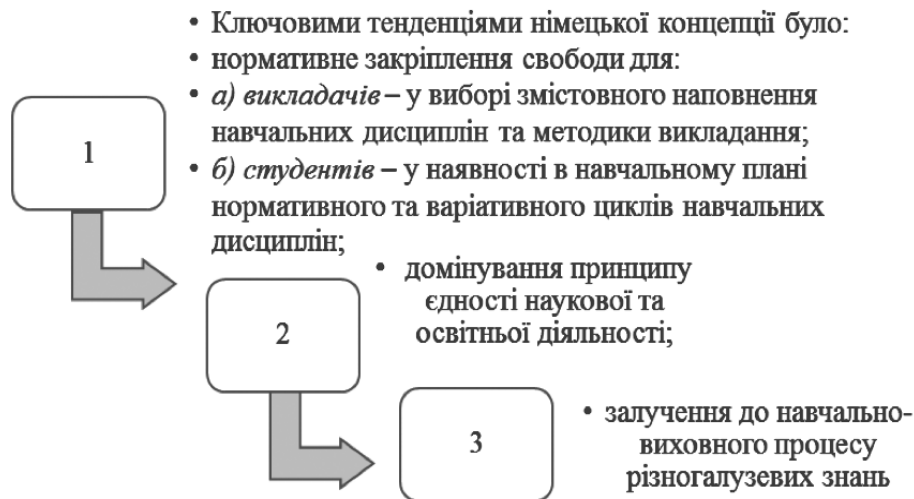 • Ключовими тенденціями німецької концепції було:
• нормативне закріплення свободи для:
• а) викладачів – у виборі змістовного наповнення
навчальних дисциплін та методики викладання;
1
• б) студентів – у наявності в навчальному плані
нормативного та варіативного циклів навчальних
дисциплін;
2
• домінування принципу
єдності наукової та
освітньої діяльності;
3
• залучення до навчально-
виховного процесу
різногалузевих знань